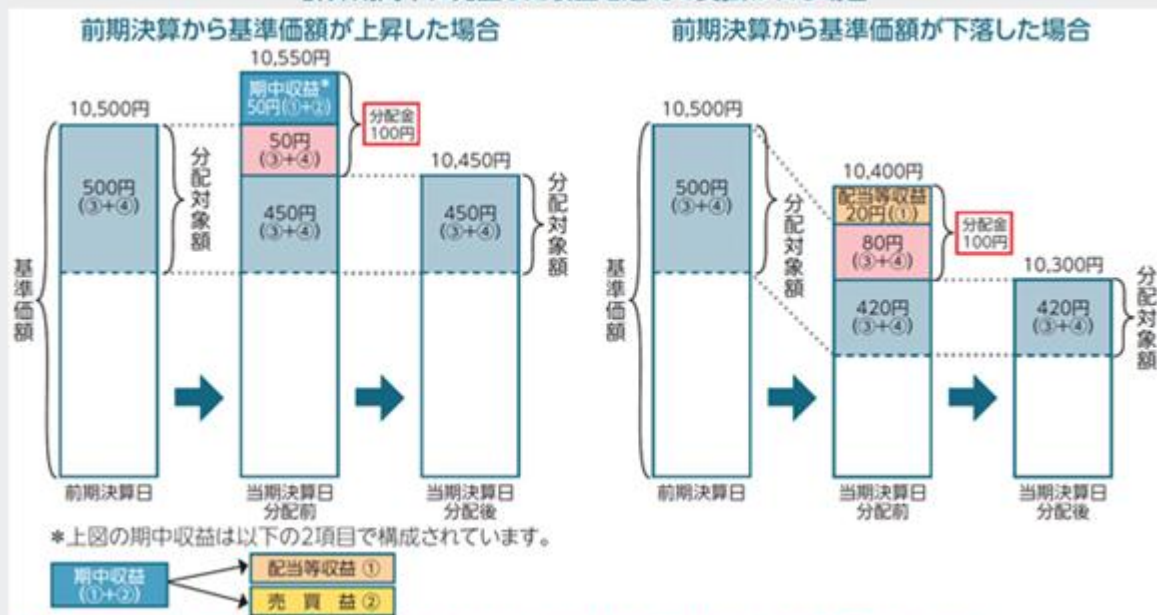 前期決算から基準価額が上昇した場合
10,500円
10,550円
期中収益*
50円(①+②)
分配金
100円
50円
(③+④)
10,450円
500円
(③+④)
分配対象額
450円
(③+④)
450円
(③+④)
分配対象額
基準価額
前期決算日
当期決算日
分配前
当期決算日
分配後
*上図の期中収益は以下の2項目で構成されています。
期中収益
(①+②)
配当等収益 ①
売 買 益 ②
前期決算から基準価額が下落した場合
10,500円
10,400円
配当等収益
20円(①)
分配金
100円
80円
(③+④)
10,300円
500円
(③+④)
分配対象額
420円
(③+④)
420円
(③+④)
分配対象額
基準価額
前期決算日
当期決算日
分配前
当期決算日
分配後